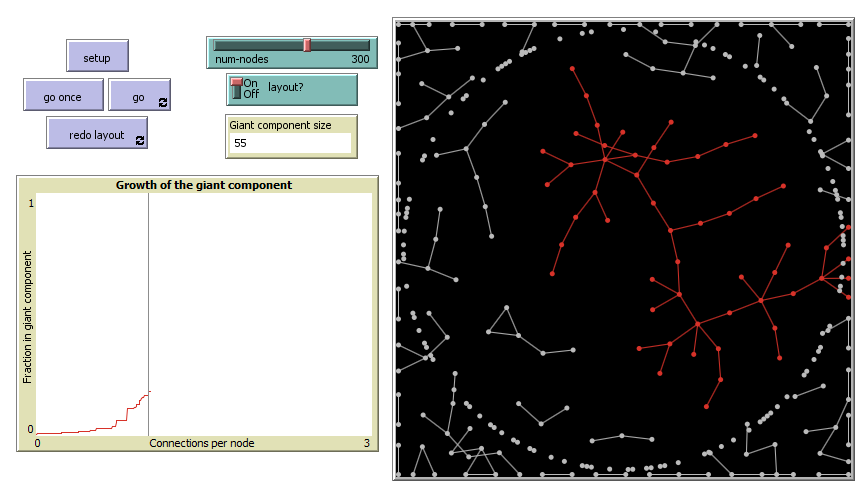 setup
go once
go
redo layout
num-nodes 300
On
Off
layout?
Giant component size
55
Growth of the giant component
1
Fraction in giant component
0
0
Connections per node
3